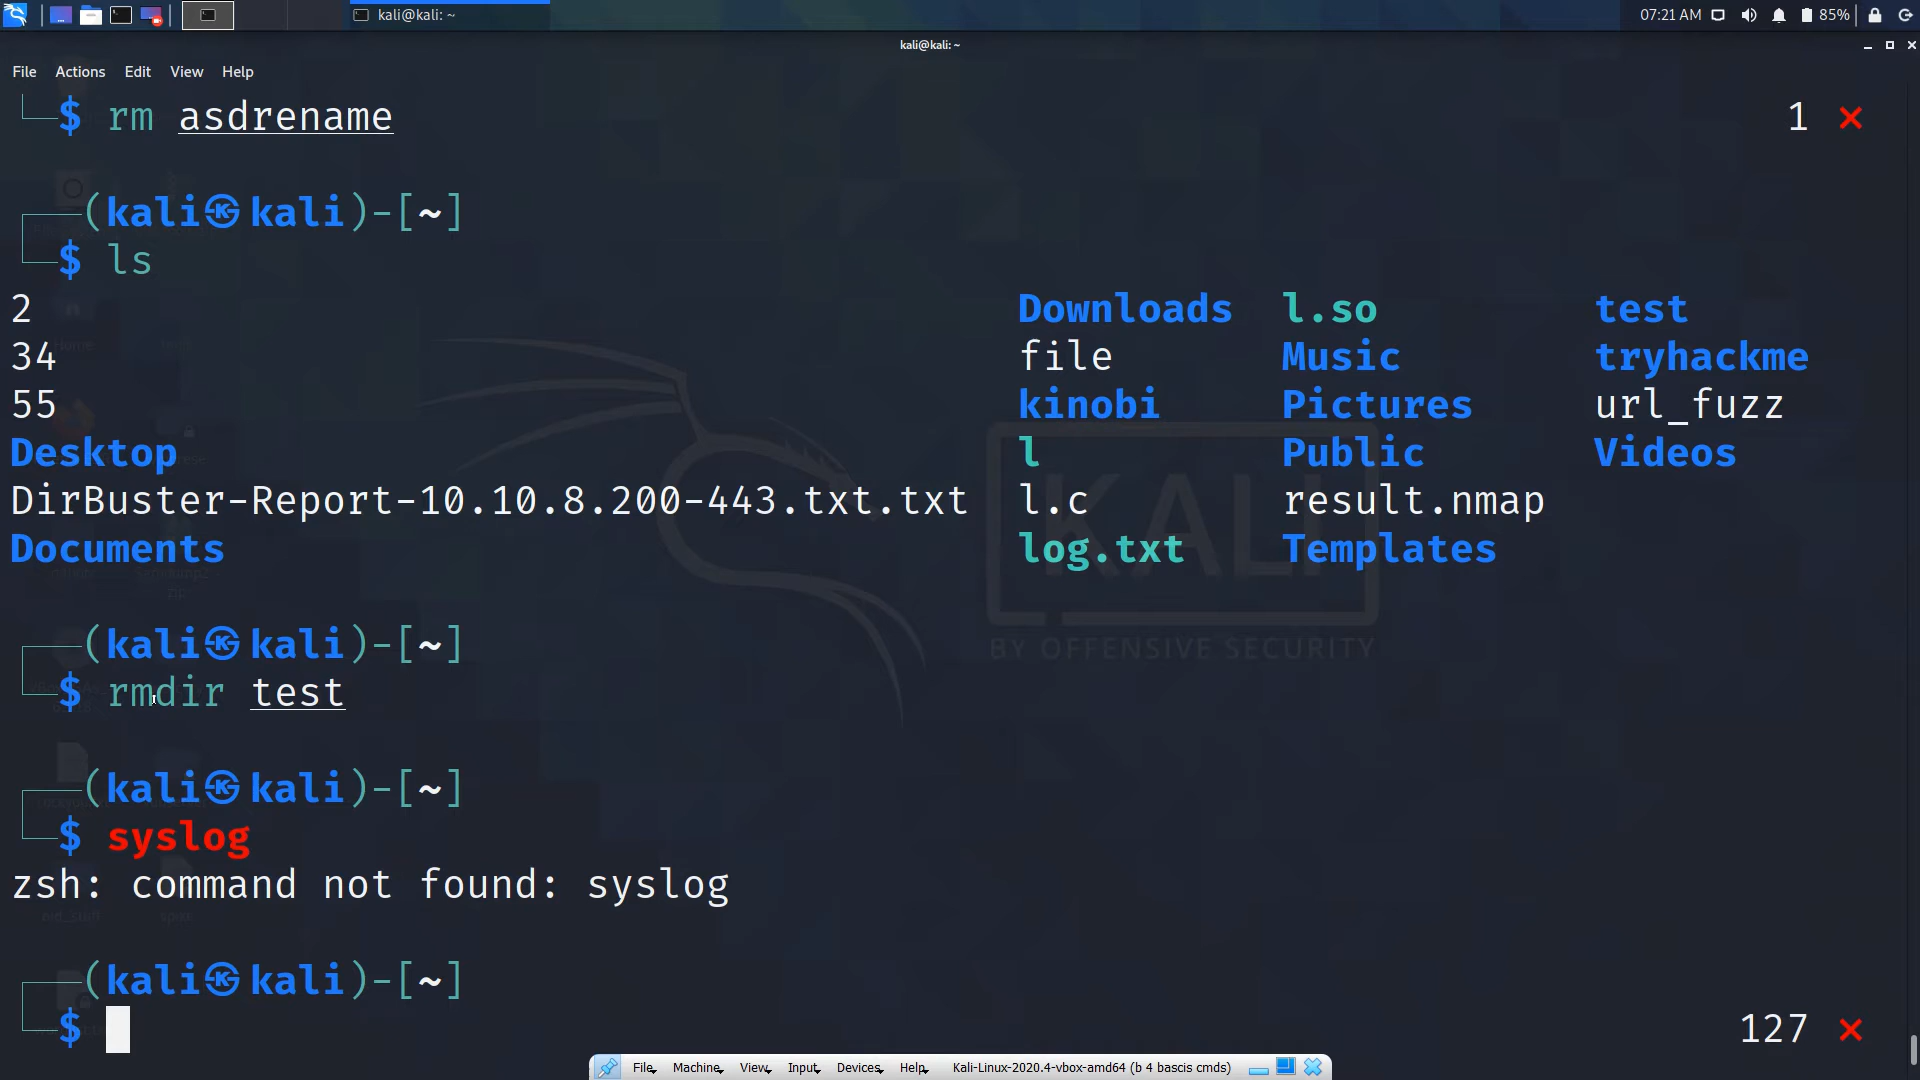 kali@kali: ~
07:21 AM 85%
kali@kali: ~
File Actions Edit View Help
$ rm asdrename 1 ×
(kali㉿kali)-[~]
$ ls
2 Downloads l.so test
34 file Music tryhackme
55 kinobi Pictures url_fuzz
Desktop l Public Videos
DirBuster-Report-10.10.8.200-443.txt.txt l.c result.nmap
Documents log.txt Templates
KALI
BY OFFENSIVE SECURITY
(kali㉿kali)-[~]
$ rmdir test
(kali㉿kali)-[~]
$ syslog
zsh: command not found: syslog
(kali㉿kali)-[~]
$ 127 ×
File Machine View Input Devices Help Kali-Linux-2020.4-vbox-amd64 (b 4 bascis cmds)